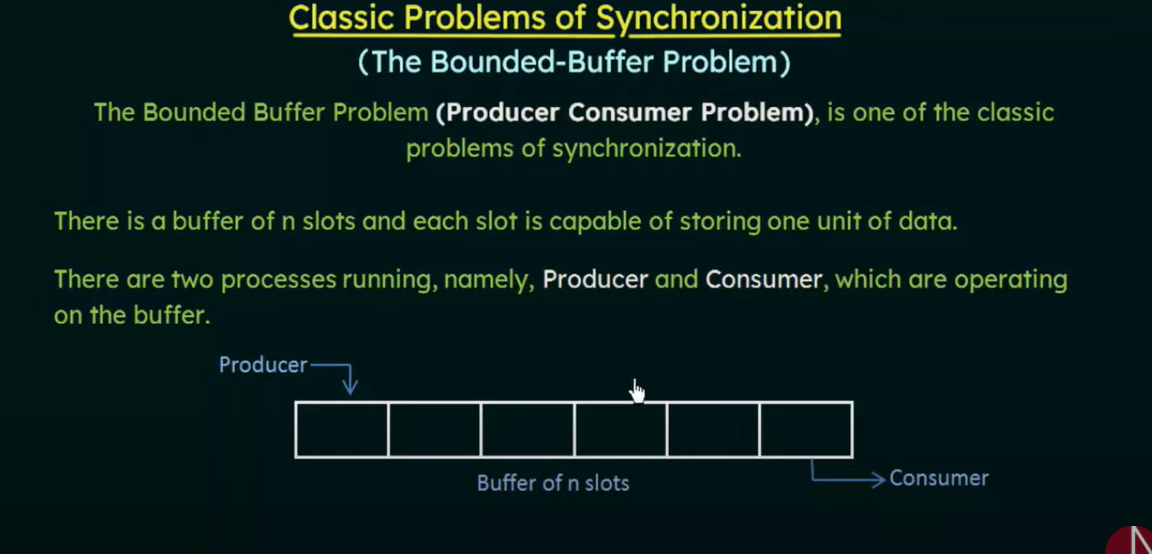 Classic Problems of Synchronization
(The Bounded-Buffer Problem)
The Bounded Buffer Problem (Producer Consumer Problem), is one of the classic
problems of synchronization.
There is a buffer of n slots and each slot is capable of storing one unit of data.
There are two processes running, namely, Producer and Consumer, which are operating
on the buffer.
Producer
Buffer of n slots
Consumer
N